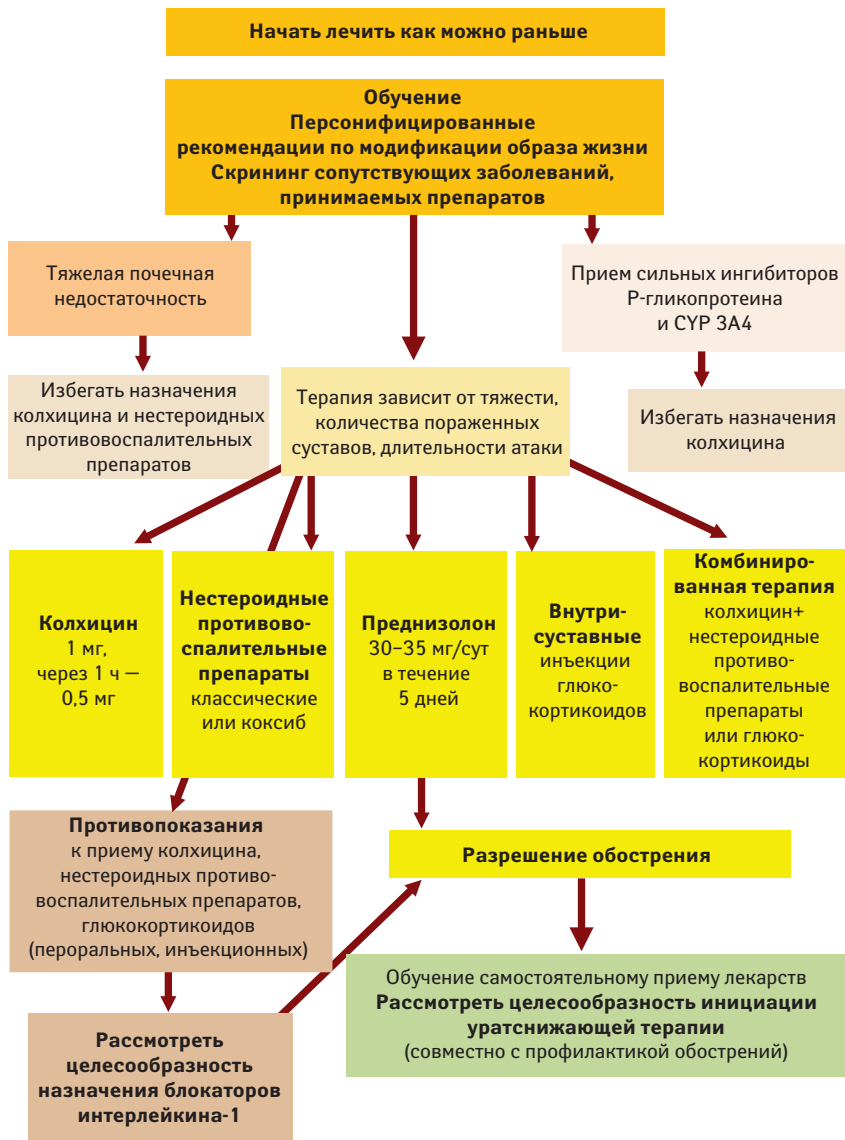 Начать лечить как можно раньше
Обучение
Персонифицированные
рекомендации по модификации образа жизни
Скрининг сопутствующих заболеваний,
принимаемых препаратов
Тяжелая почечная
недостаточность
Прием сильных ингибиторов
Р-гликопротеина
и CYP 3A4
Избегать назначения
колхицина и нестероидных
противовоспалительных
препаратов
Терапия зависит от тяжести,
количества пораженных
суставов, длительности атаки
Избегать назначения
колхицина
Колхицин
1 мг,
через 1 ч —
0,5 мг
Нестероидные
противово-
спалительные
препараты
классические
или коксиб
Преднизолон
30–35 мг/сут
в течение
5 дней
Внутри-
суставные
инъекции
глюко-
кортикоидов
Комбиниро-
ванная терапия
колхицин+
нестероидные
противо-
воспалительные
препараты
или глюко-
кортикоиды
Противопоказания
к приему колхицина,
нестероидных противо-
воспалительных препаратов,
глюкокортикоидов
(пероральных, инъекционных)
Разрешение обострения
Рассмотреть
целесообразность
назначения блокаторов
интерлейкина-1
Обучение самостоятельному приему лекарств
Рассмотреть целесообразность инициации
уратснижающей терапии
(совместно с профилактикой обострений)